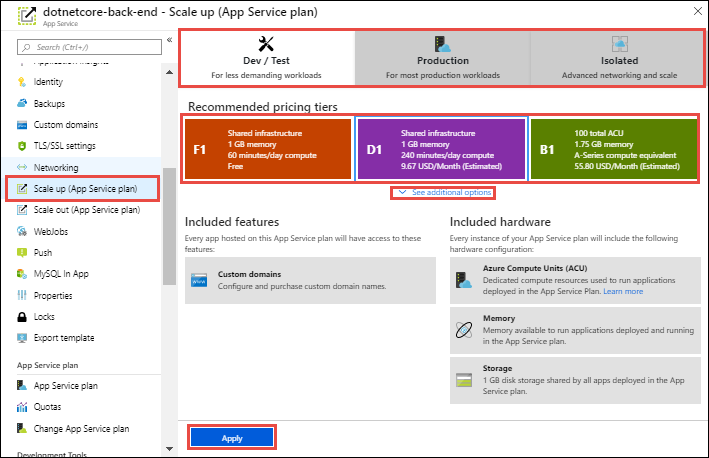 dotnetcore-back-end - Scale up (App Service plan)
App Service
Search (Ctrl+/)
Application Insights
Identity
Backups
Custom domains
TLS/SSL settings
Networking
Scale up (App Service plan)
Scale out (App Service plan)
WebJobs
Push
MySQL In App
Properties
Locks
Export template
App Service plan
App Service plan
Quotas
Change App Service plan
Development Tools
Dev / Test
For less demanding workloads
Production
For most production workloads
Isolated
Advanced networking and scale
Recommended pricing tiers
F1
Shared infrastructure
1 GB memory
60 minutes/day compute
Free
D1
Shared infrastructure
1 GB memory
240 minutes/day compute
9.67 USD/Month (Estimated)
B1
100 total ACU
1.75 GB memory
A-Series compute equivalent
55.80 USD/Month (Estimated)
See additional options
Included features
Every app hosted on this App Service plan will have access to these
features:
Custom domains
Configure and purchase custom domain names.
Included hardware
Every instance of your App Service plan will include the following
hardware configuration:
Azure Compute Units (ACU)
Dedicated compute resources used to run applications
deployed in the App Service Plan. Learn more
Memory
Memory available to run applications deployed and running
in the App Service plan.
Storage
1 GB disk storage shared by all apps deployed in the App
Service plan.
Apply